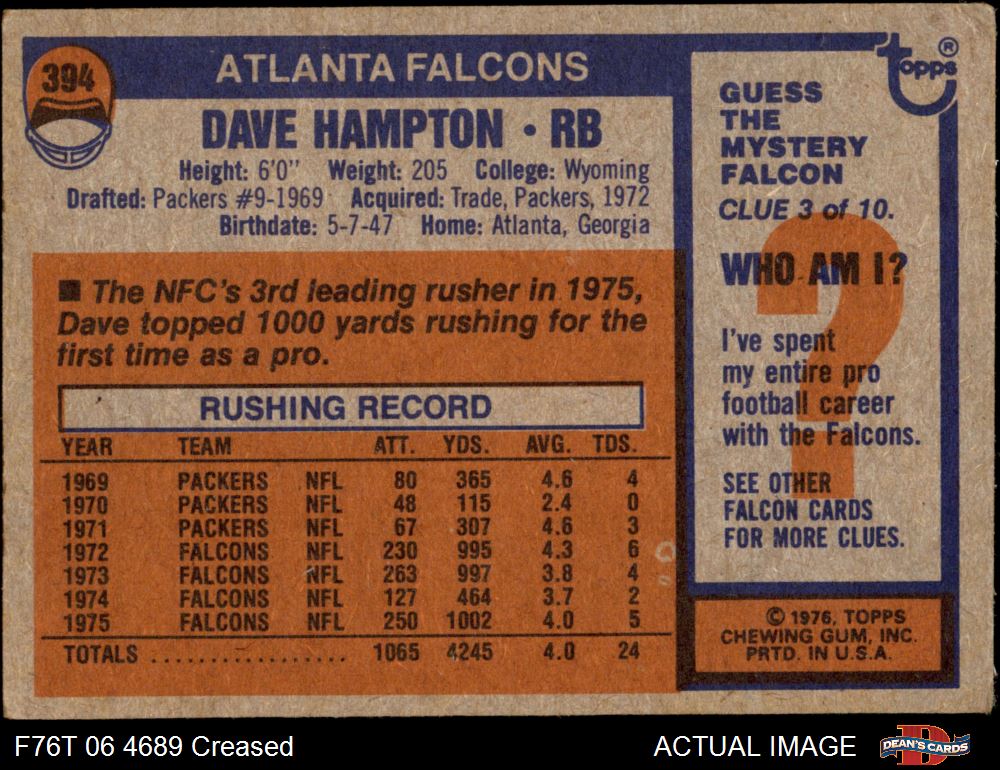 394
ATLANTA FALCONS
DAVE HAMPTON • RB
Height: 6'0" Weight: 205 College: Wyoming
Drafted: Packers #9-1969 Acquired: Trade, Packers, 1972
Birthdate: 5-7-47 Home: Atlanta, Georgia
■ The NFC's 3rd leading rusher in 1975,
Dave topped 1000 yards rushing for the
first time as a pro.
RUSHING RECORD
YEAR TEAM ATT. YDS. AVG. TDS.
1969 PACKERS NFL 80 365 4.6 4
1970 PACKERS NFL 48 115 2.4 0
1971 PACKERS NFL 67 307 4.6 3
1972 FALCONS NFL 230 995 4.3 6
1973 FALCONS NFL 263 997 3.8 4
1974 FALCONS NFL 127 464 3.7 2
1975 FALCONS NFL 250 1002 4.0 5
TOTALS .................. 1065 4245 4.0 24
topps®
GUESS
THE
MYSTERY
FALCON
CLUE 3 of 10.
?
WHO AM I?
I've spent
my entire pro
football career
with the Falcons.
SEE OTHER
FALCON CARDS
FOR MORE CLUES.
© 1976, TOPPS
CHEWING GUM, INC.
PRTD. IN U.S.A.
F76T 06 4689 Creased
ACTUAL IMAGE
D
DEAN'S CARDS